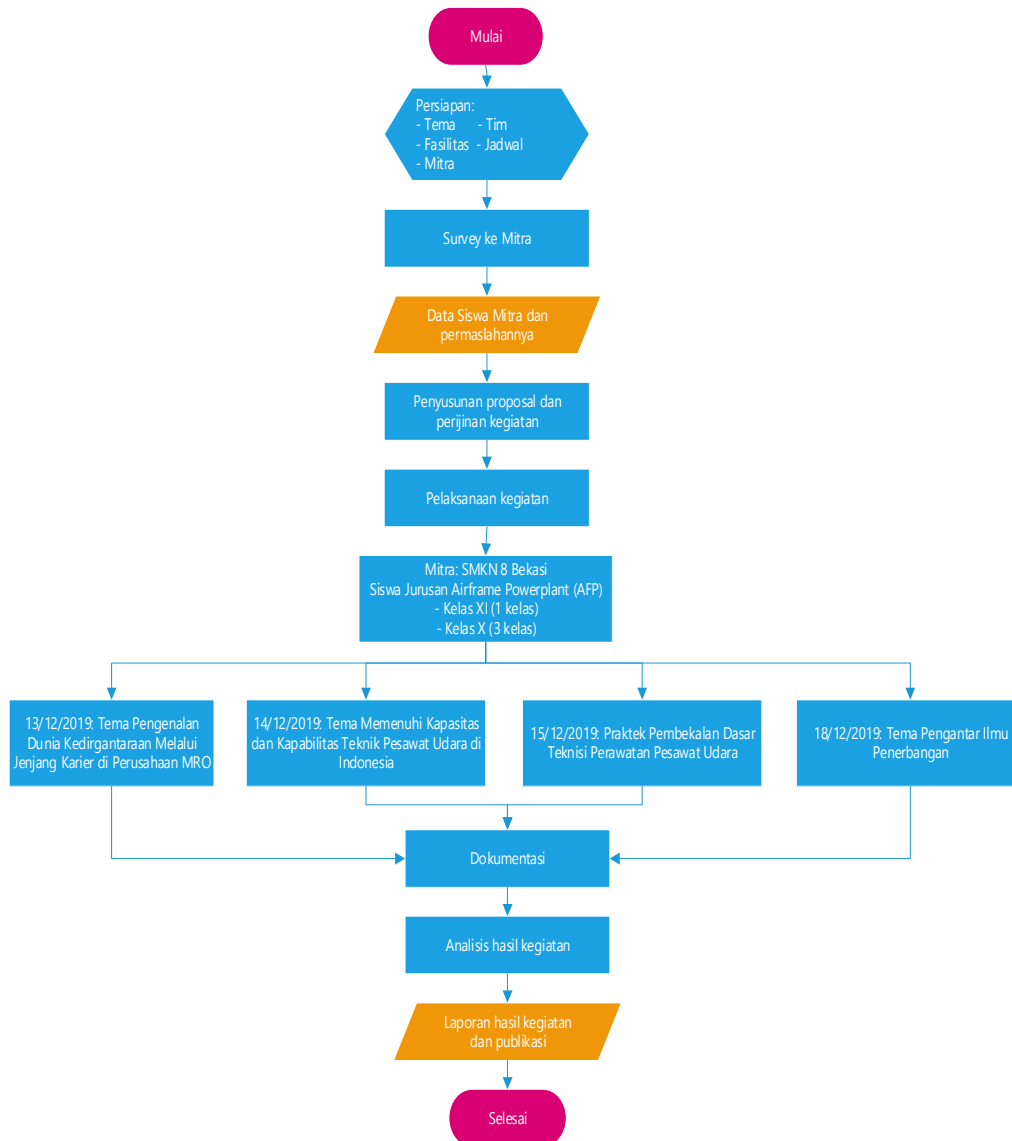 Mulai
Persiapan:
- Tema - Tim
- Fasilitas - Jadwal
- Mitra
Survey ke Mitra
Data Siswa Mitra dan
permaslahannya
Penyusunan proposal dan
perijinan kegiatan
Pelaksanaan kegiatan
Mitra: SMKN 8 Bekasi
Siswa Jurusan Airframe Powerplant (AFP)
- Kelas XI (1 kelas)
- Kelas X (3 kelas)
13/12/2019: Tema Pengenalan
Dunia Kedirgantaraan Melalui
Jenjang Karier di Perusahaan MRO
14/12/2019: Tema Memenuhi Kapasitas
dan Kapabilitas Teknik Pesawat Udara di
Indonesia
15/12/2019: Praktek Pembekalan Dasar
Teknisi Perawatan Pesawat Udara
18/12/2019: Tema Pengantar Ilmu
Penerbangan
Dokumentasi
Analisis hasil kegiatan
Laporan hasil kegiatan
dan publikasi
Selesai